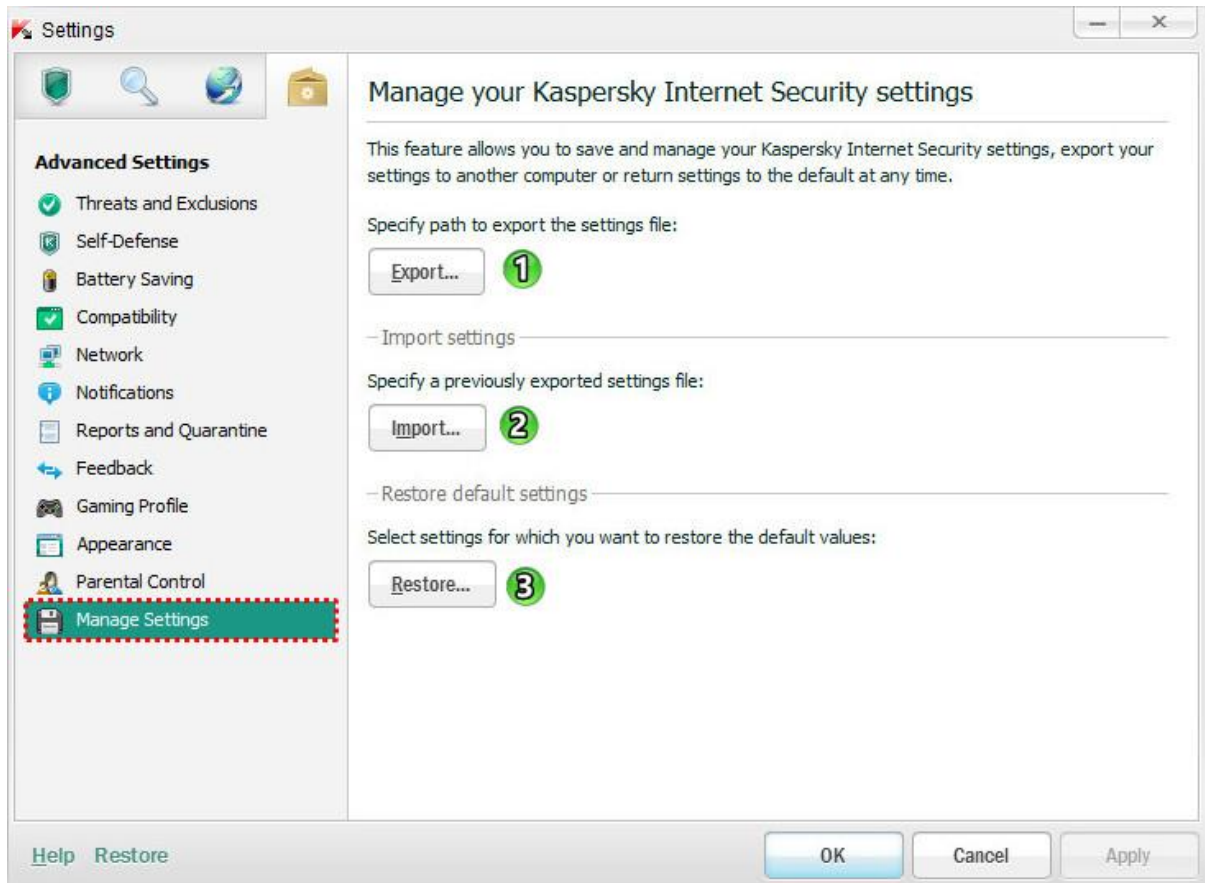 Settings
Manage your Kaspersky Internet Security settings
This feature allows you to save and manage your Kaspersky Internet Security settings, export your
settings to another computer or return settings to the default at any time.
Specify path to export the settings file:
Export... 1
Import settings
Specify a previously exported settings file:
Import... 2
Restore default settings
Select settings for which you want to restore the default values:
Restore... 3
Advanced Settings
Threats and Exclusions
Self-Defense
Battery Saving
Compatibility
Network
Notifications
Reports and Quarantine
Feedback
Gaming Profile
Appearance
Parental Control
Manage Settings
Help Restore
OK Cancel Apply